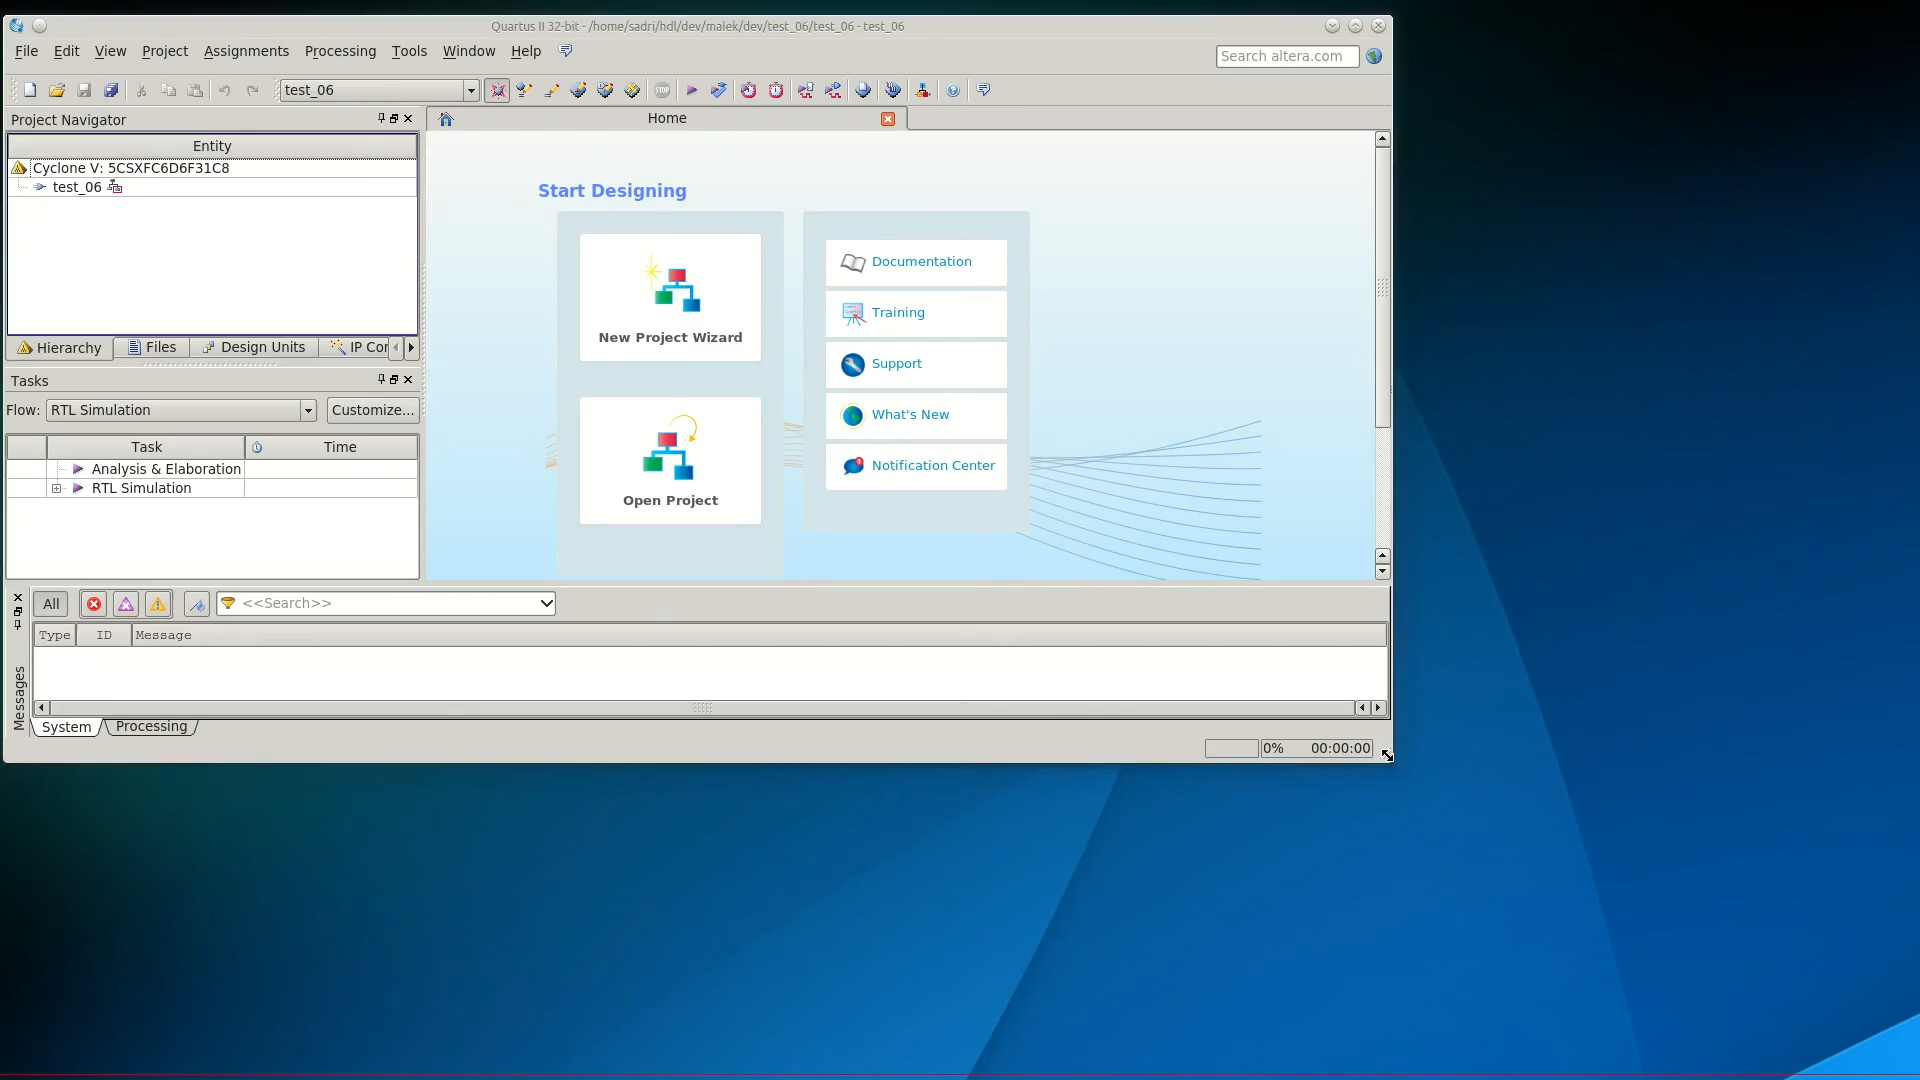 Quartus II 32-bit - /home/sadri/hdl/dev/malek/dev/test_06/test_06 - test_06
File Edit View Project Assignments Processing Tools Window Help
Search altera.com
test_06
STOP
Project Navigator
Home
Entity
Cyclone V: 5CSXFC6D6F31C8
test_06
Hierarchy Files Design Units IP Cor
Start Designing
New Project Wizard
Open Project
Documentation
Training
Support
What's New
Notification Center
Tasks
Flow: RTL Simulation Customize...
Task Time
Analysis & Elaboration
RTL Simulation
All <<Search>>
Type ID Message
Messages
System Processing
0% 00:00:00